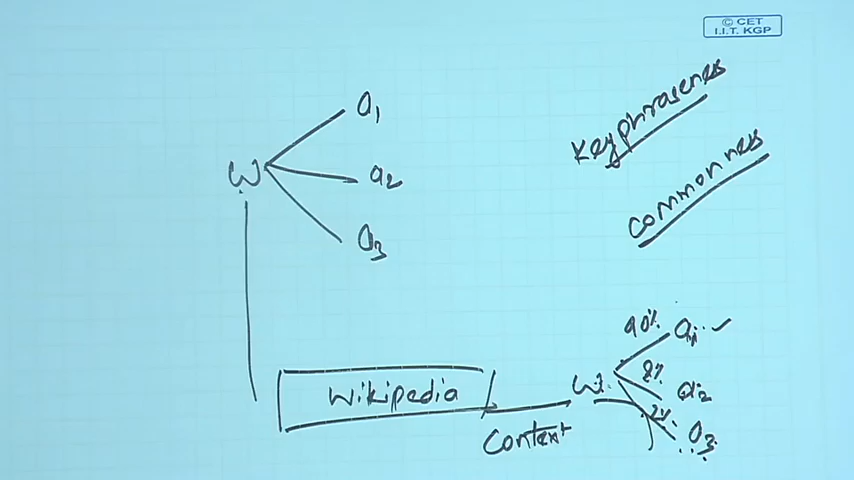 © CET
I.I.T. KGP
a1
Keyphraseness
W
a2
commonness
a3
90% a1
Wikipedia
W
8%
a2
2%
a3
Context